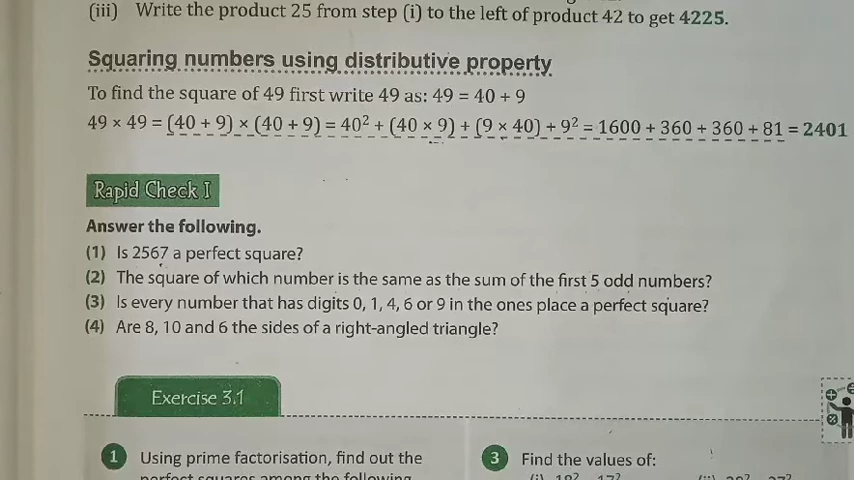 (iii) Write the product 25 from step (i) to the left of product 42 to get 4225.
Squaring numbers using distributive property
To find the square of 49 first write 49 as: 49 = 40 + 9
49 × 49 = (40 + 9) × (40 + 9) = 40² + (40 × 9) + (9 × 40) + 9² = 1600 + 360 + 360 + 81 = 2401
Rapid Check I
Answer the following.
(1) Is 2567 a perfect square?
(2) The square of which number is the same as the sum of the first 5 odd numbers?
(3) Is every number that has digits 0, 1, 4, 6 or 9 in the ones place a perfect square?
(4) Are 8, 10 and 6 the sides of a right-angled triangle?
Exercise 3.1
1 Using prime factorisation, find out the
perfect squares among the following
3 Find the values of: